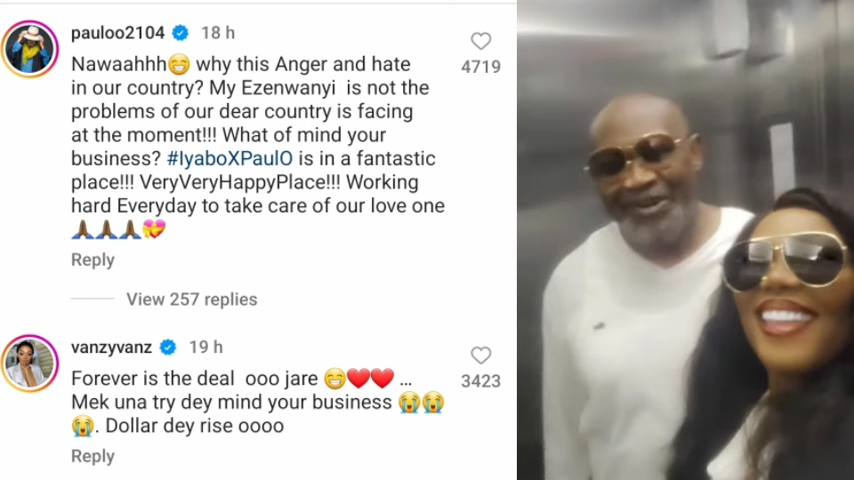 pauloo2104 18 h
Nawaahhh😁 why this Anger and hate
in our country? My Ezenwanyi is not the
problems of our dear country is facing
at the moment!!! What of mind your
business? #IyaboXPaulO is in a fantastic
place!!! VeryVeryHappyPlace!!! Working
hard Everyday to take care of our love one
🙏🏾🙏🏾🙏🏾💝
4719
Reply
View 257 replies
vanzyvanz 19 h
Forever is the deal ooo jare 😁❤️❤️ ...
Mek una try dey mind your business 😭😭
😭. Dollar dey rise oooo
3423
Reply